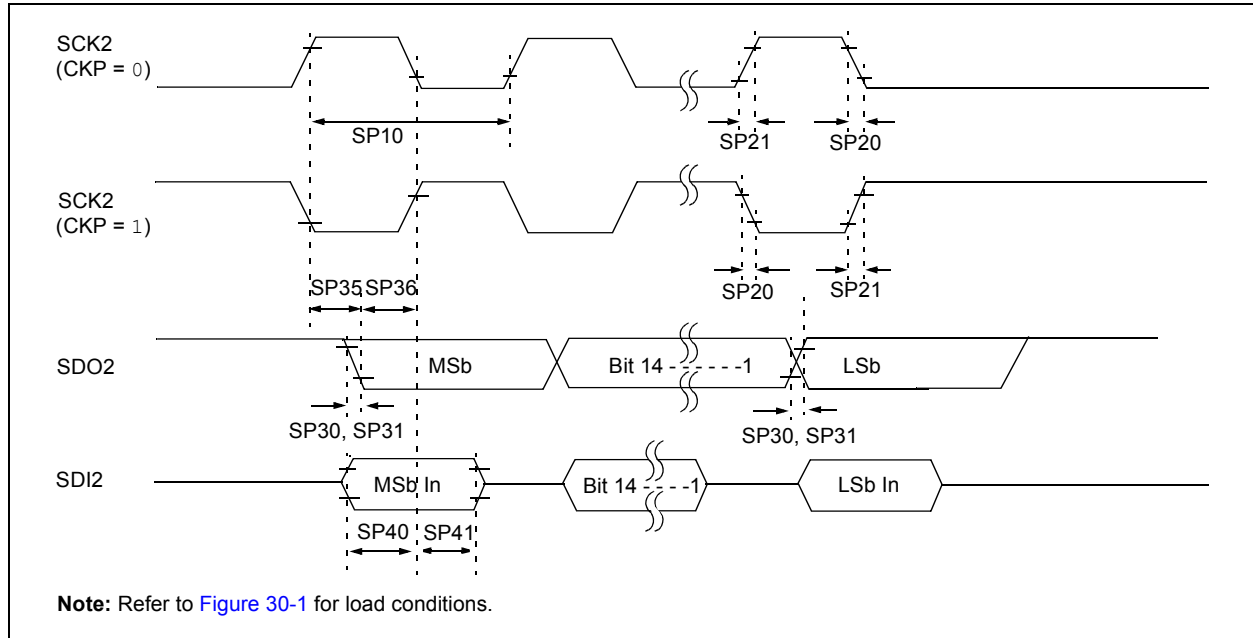 SCK2
(CKP = 0)
SP10
SP21
SP20
SCK2
(CKP = 1)
SP35 SP36
SP20
SP21
SDO2
MSb
Bit 14 - - - - - -1
LSb
SP30, SP31
SP30, SP31
SDI2
MSb In
Bit 14 - - - - -1
LSb In
SP40
SP41
Note: Refer to Figure 30-1 for load conditions.